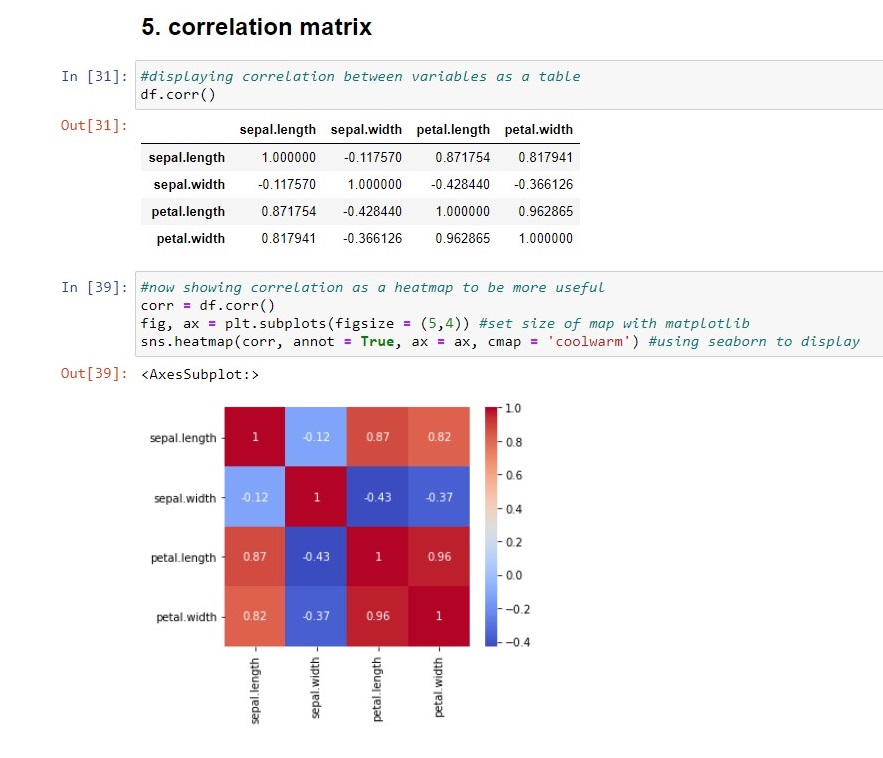 5. correlation matrix
In [31]: #displaying correlation between variables as a table
df.corr()
Out[31]:
sepal.length sepal.width petal.length petal.width
sepal.length 1.000000 -0.117570 0.871754 0.817941
sepal.width -0.117570 1.000000 -0.428440 -0.366126
petal.length 0.871754 -0.428440 1.000000 0.962865
petal.width 0.817941 -0.366126 0.962865 1.000000
In [39]: #now showing correlation as a heatmap to be more useful
corr = df.corr()
fig, ax = plt.subplots(figsize = (5,4)) #set size of map with matplotlib
sns.heatmap(corr, annot = True, ax = ax, cmap = 'coolwarm') #using seaborn to display
Out[39]: <AxesSubplot:>
sepal.length 1 -0.12 0.87 0.82
sepal.width -0.12 1 -0.43 -0.37
petal.length 0.87 -0.43 1 0.96
petal.width 0.82 -0.37 0.96 1
sepal.length
sepal.width
petal.length
petal.width
1.0
0.8
0.6
0.4
0.2
0.0
−0.2
−0.4